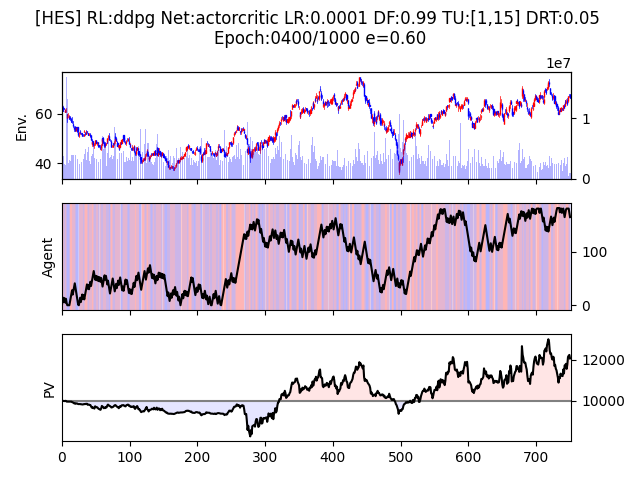 [HES] RL:ddpg Net:actorcritic LR:0.0001 DF:0.99 TU:[1,15] DRT:0.05
Epoch:0400/1000 e=0.60
1e7
Env.
60
40
1
0
Agent
100
0
PV
12000
10000
0 100 200 300 400 500 600 700